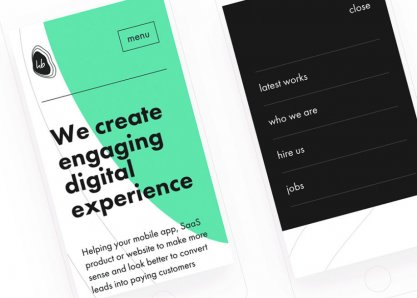 lvb
menu
We create
engaging
digital
experience
Helping your mobile app, SaaS
product or website to make more
sense and look better to convert
leads into paying customers
close
latest works
who we are
hire us
jobs